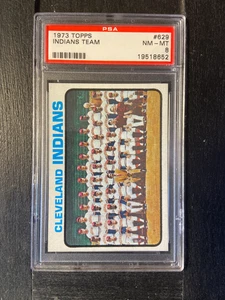 PSA
1973 TOPPS #629
INDIANS TEAM NM - MT
8
19518652
CLEVELAND INDIANS